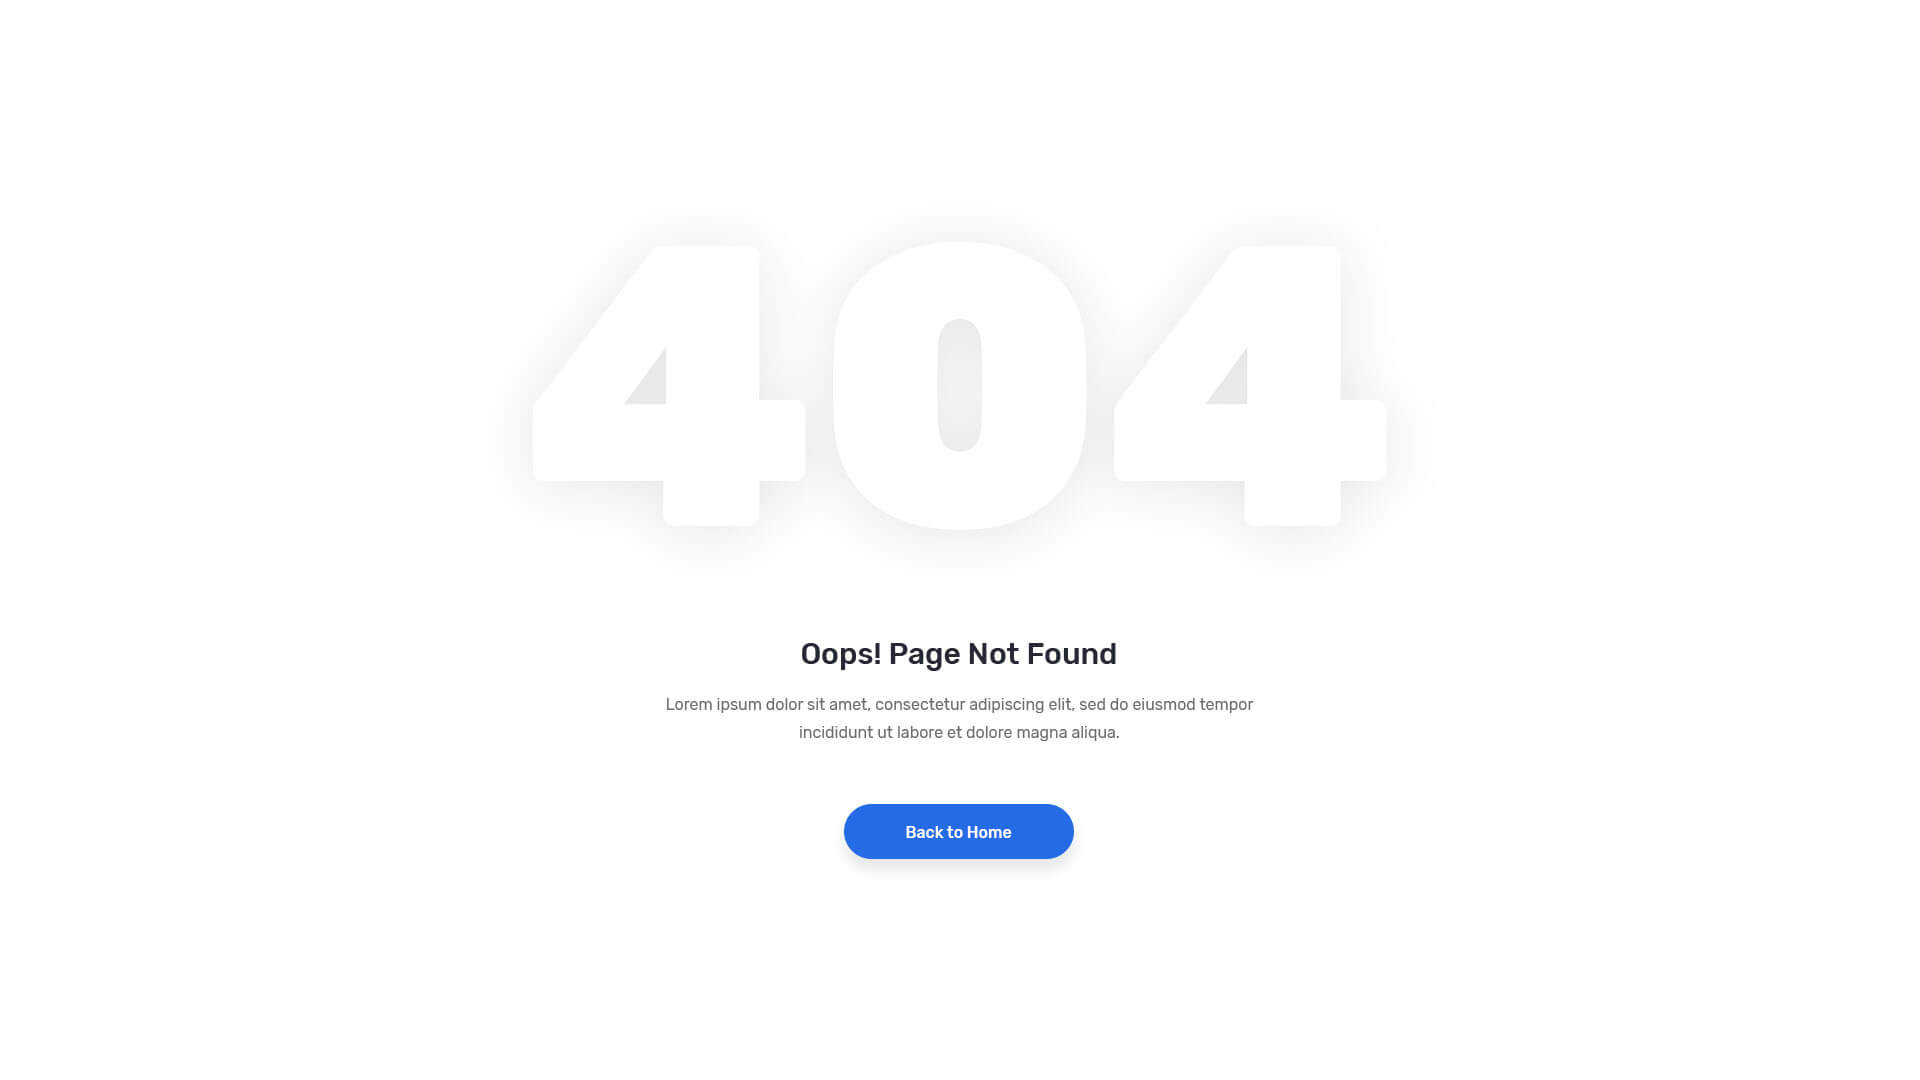 404
Oops! Page Not Found
Lorem ipsum dolor sit amet, consectetur adipiscing elit, sed do eiusmod tempor
incididunt ut labore et dolore magna aliqua.
Back to Home